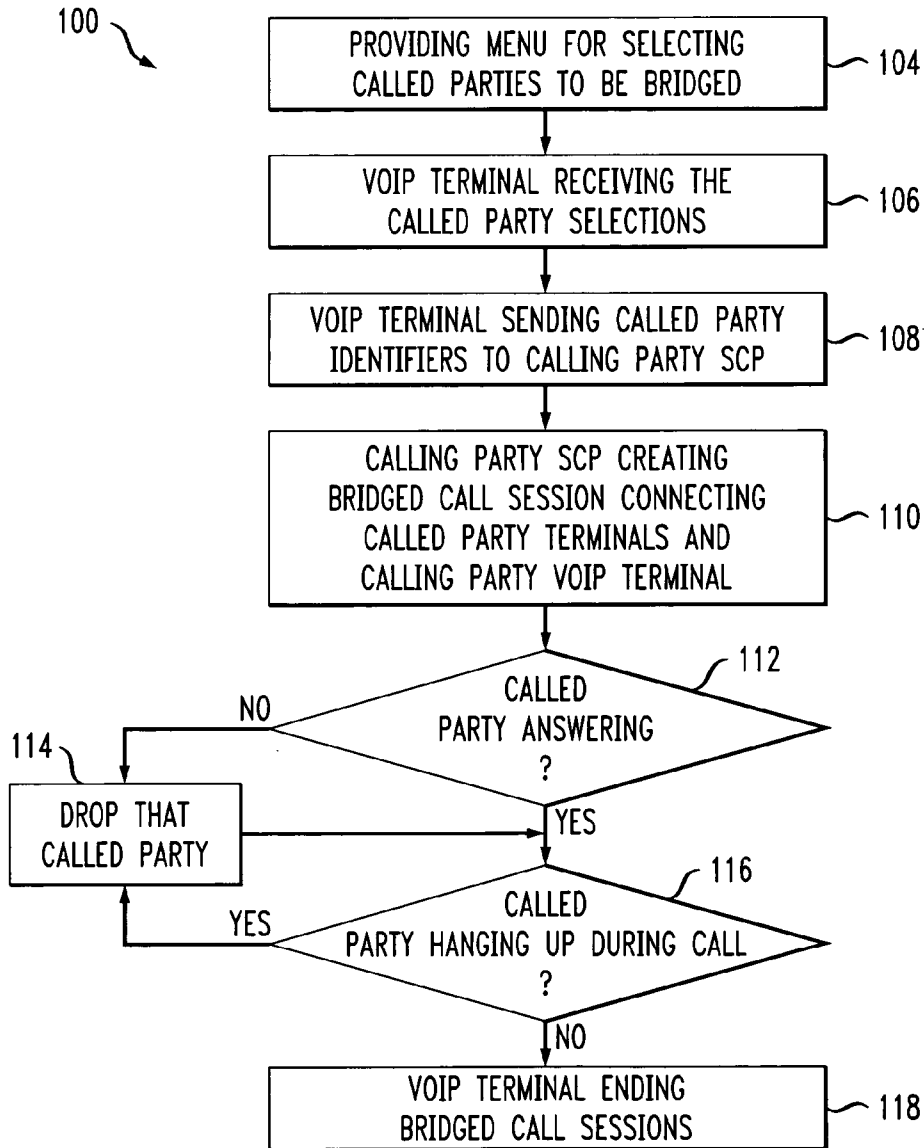 100
PROVIDING MENU FOR SELECTING
CALLED PARTIES TO BE BRIDGED
104
VOIP TERMINAL RECEIVING THE
CALLED PARTY SELECTIONS
106
VOIP TERMINAL SENDING CALLED PARTY
IDENTIFIERS TO CALLING PARTY SCP
108
CALLING PARTY SCP CREATING
BRIDGED CALL SESSION CONNECTING
CALLED PARTY TERMINALS AND
CALLING PARTY VOIP TERMINAL
110
112
CALLED
PARTY ANSWERING
?
NO
YES
114
DROP THAT
CALLED PARTY
116
CALLED
PARTY HANGING UP DURING CALL
?
YES
NO
VOIP TERMINAL ENDING
BRIDGED CALL SESSIONS
118